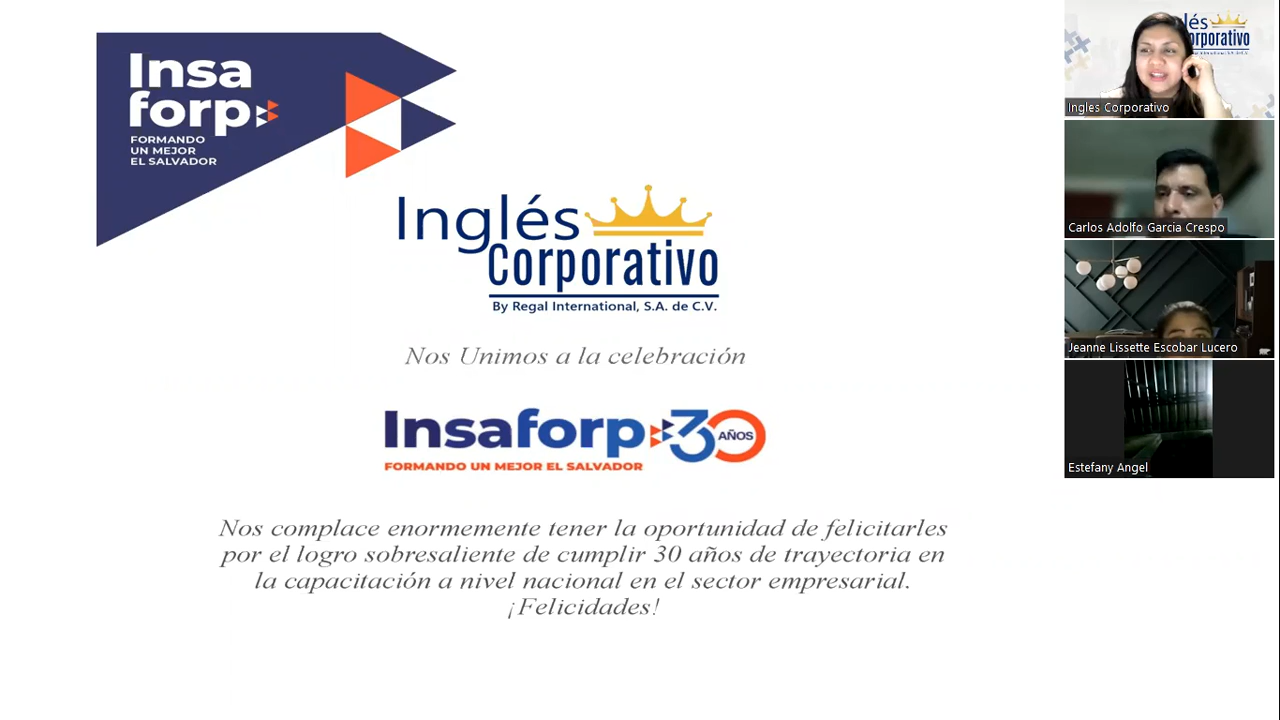 Insa
forp
FORMANDO
UN MEJOR
EL SALVADOR
Inglés
Corporativo
By Regal International, S.A. de C.V.
Nos Unimos a la celebración
Insaforp 30 AÑOS
FORMANDO UN MEJOR EL SALVADOR
Nos complace enormemente tener la oportunidad de felicitarles
por el logro sobresaliente de cumplir 30 años de trayectoria en
la capacitación a nivel nacional en el sector empresarial.
¡Felicidades!
lés
orporativo
Ingles Corporativo
Carlos Adolfo Garcia Crespo
Jeanne Lissette Escobar Lucero
Estefany Angel